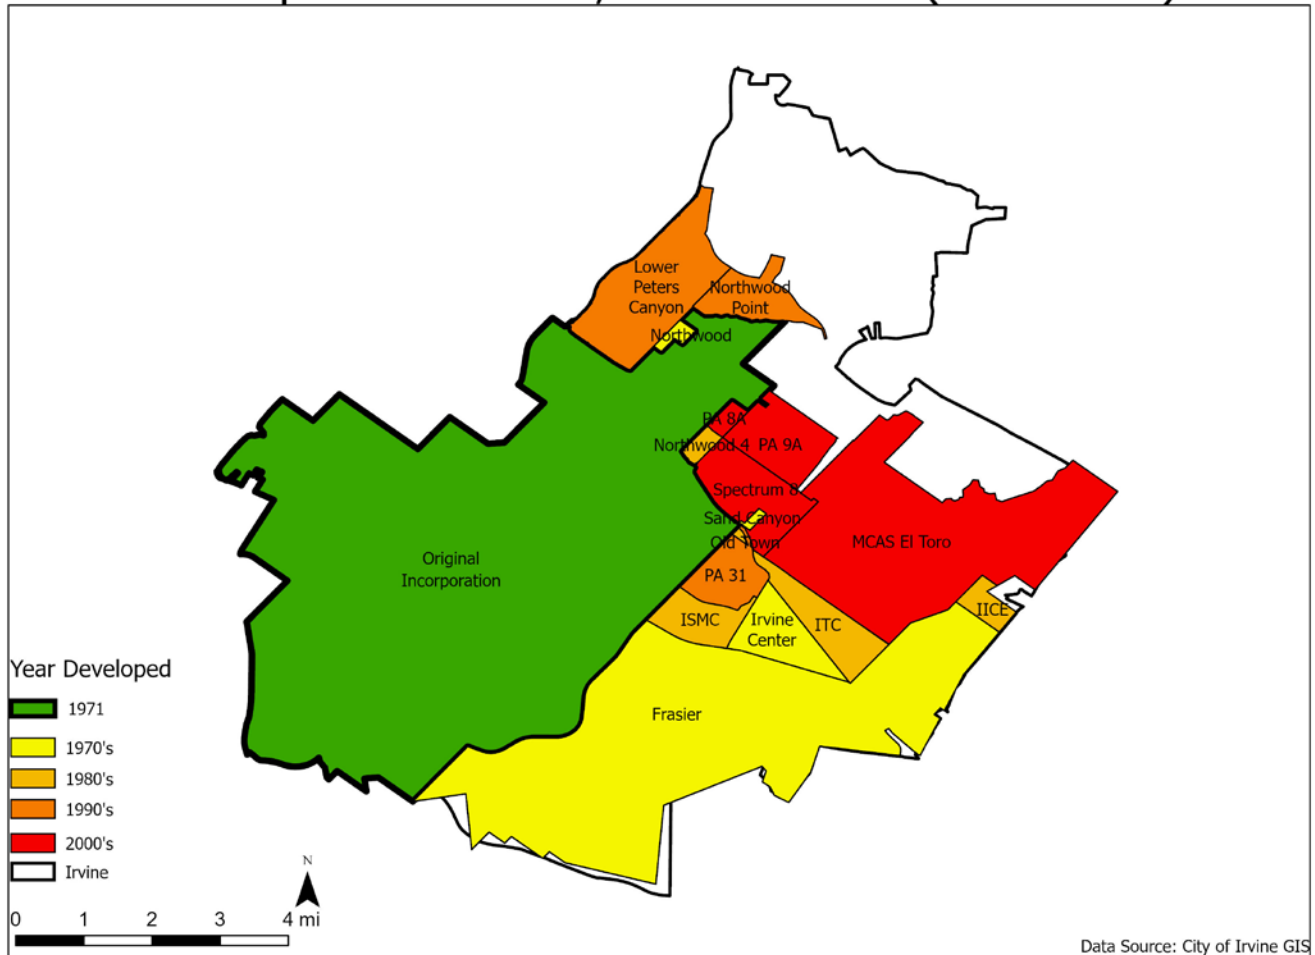 Lower
Peters
Canyon
Northwood
Point
Northwood
PA 8A
Northwood 4
PA 9A
Spectrum 8
Sand Canyon
Old Town
MCAS El Toro
Original
Incorporation
PA 31
ISMC
Irvine
Center
ITC
IICE
Frasier
Year Developed
1971
1970's
1980's
1990's
2000's
Irvine
N
0 1 2 3 4 mi
Data Source: City of Irvine GIS